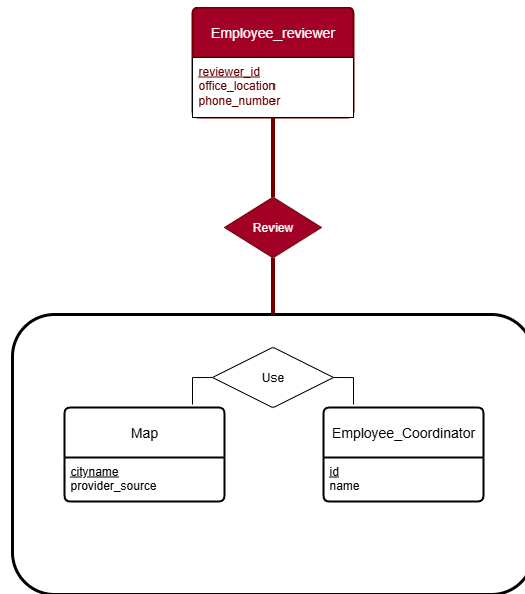 Employee_reviewer
reviewer_id
office_location
phone_number
Review
Use
Map
cityname
provider_source
Employee_Coordinator
id
name